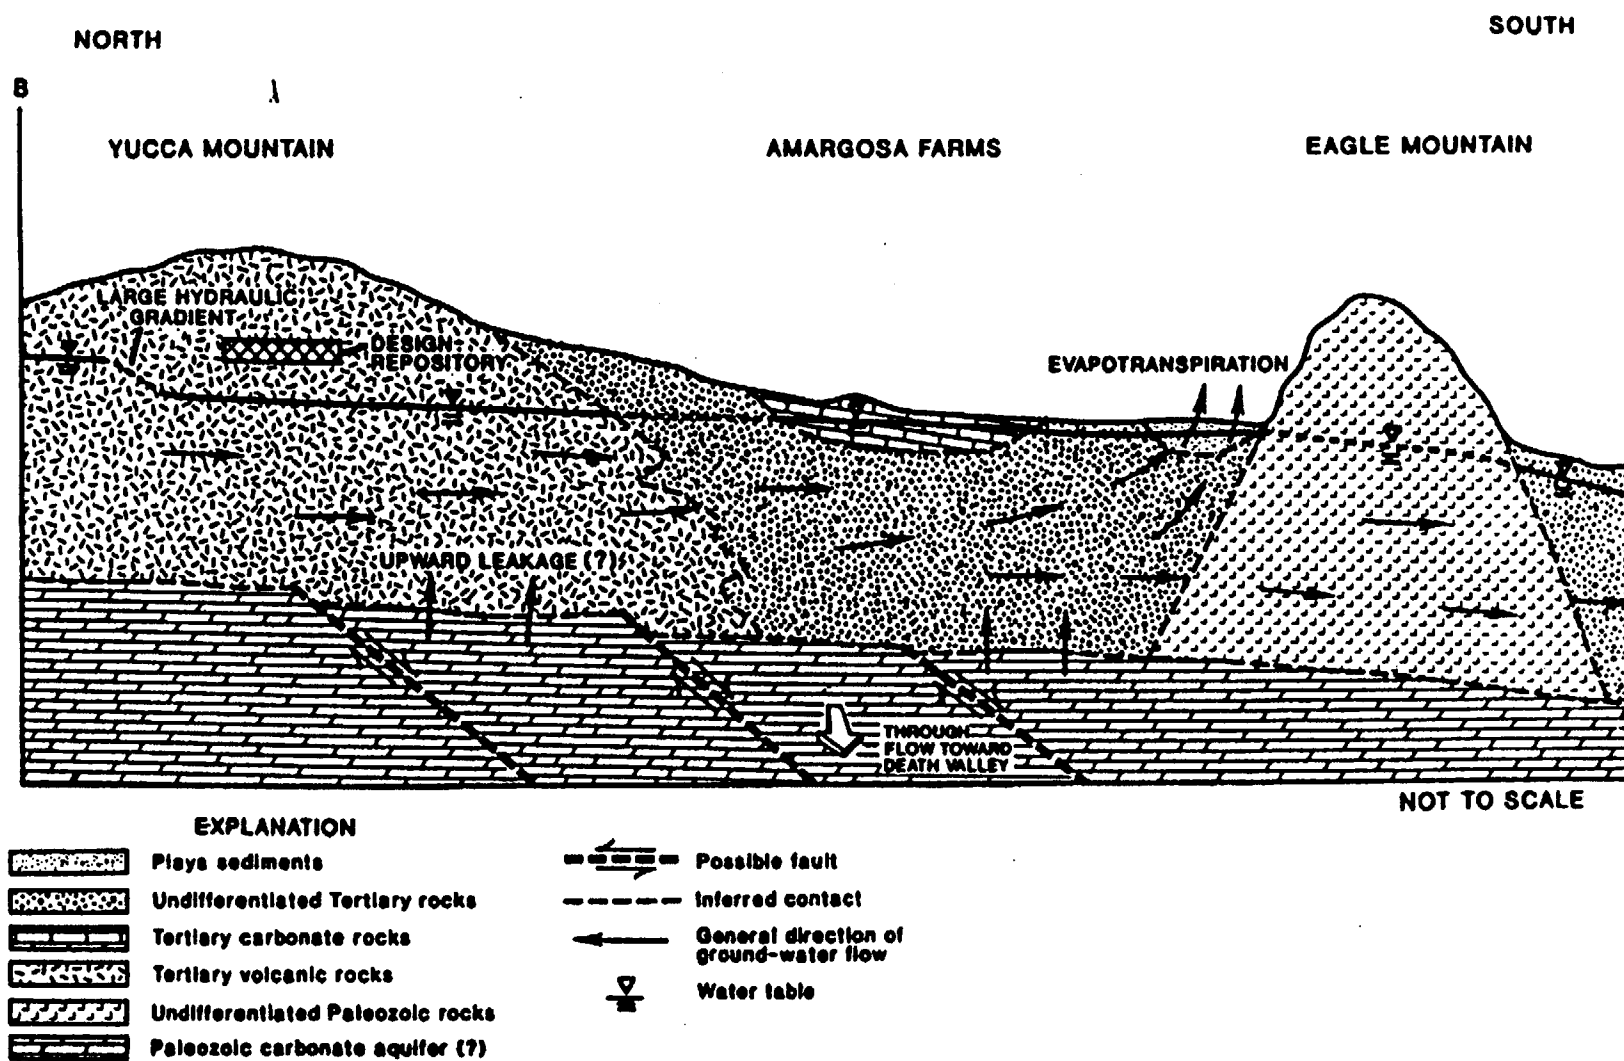 NORTH
SOUTH
B
YUCCA MOUNTAIN
AMARGOSA FARMS
EAGLE MOUNTAIN
LARGE HYDRAULIC
GRADIENT
DESIGN
REPOSITORY
EVAPOTRANSPIRATION
UPWARD LEAKAGE (?)
THROUGH
FLOW TOWARD
DEATH VALLEY
NOT TO SCALE
EXPLANATION
Playa sediments
Undifferentiated Tertiary rocks
Tertiary carbonate rocks
Tertiary volcanic rocks
Undifferentiated Paleozoic rocks
Paleozoic carbonate aquifer (?)
Possible fault
Inferred contact
General direction of
ground-water flow
Water table